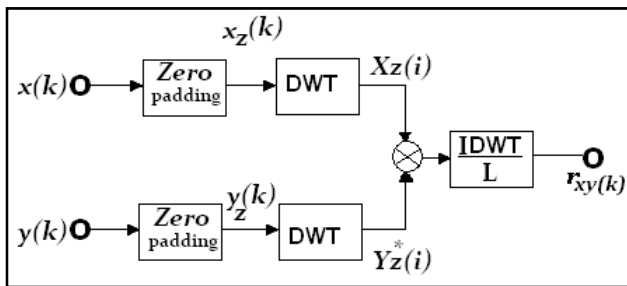 x_z(k)
x(k)
Zero
padding
DWT
Xz(i)
IDWT
L
r_xy(k)
y(k)
Zero
padding
y_z(k)
DWT
Yz*(i)